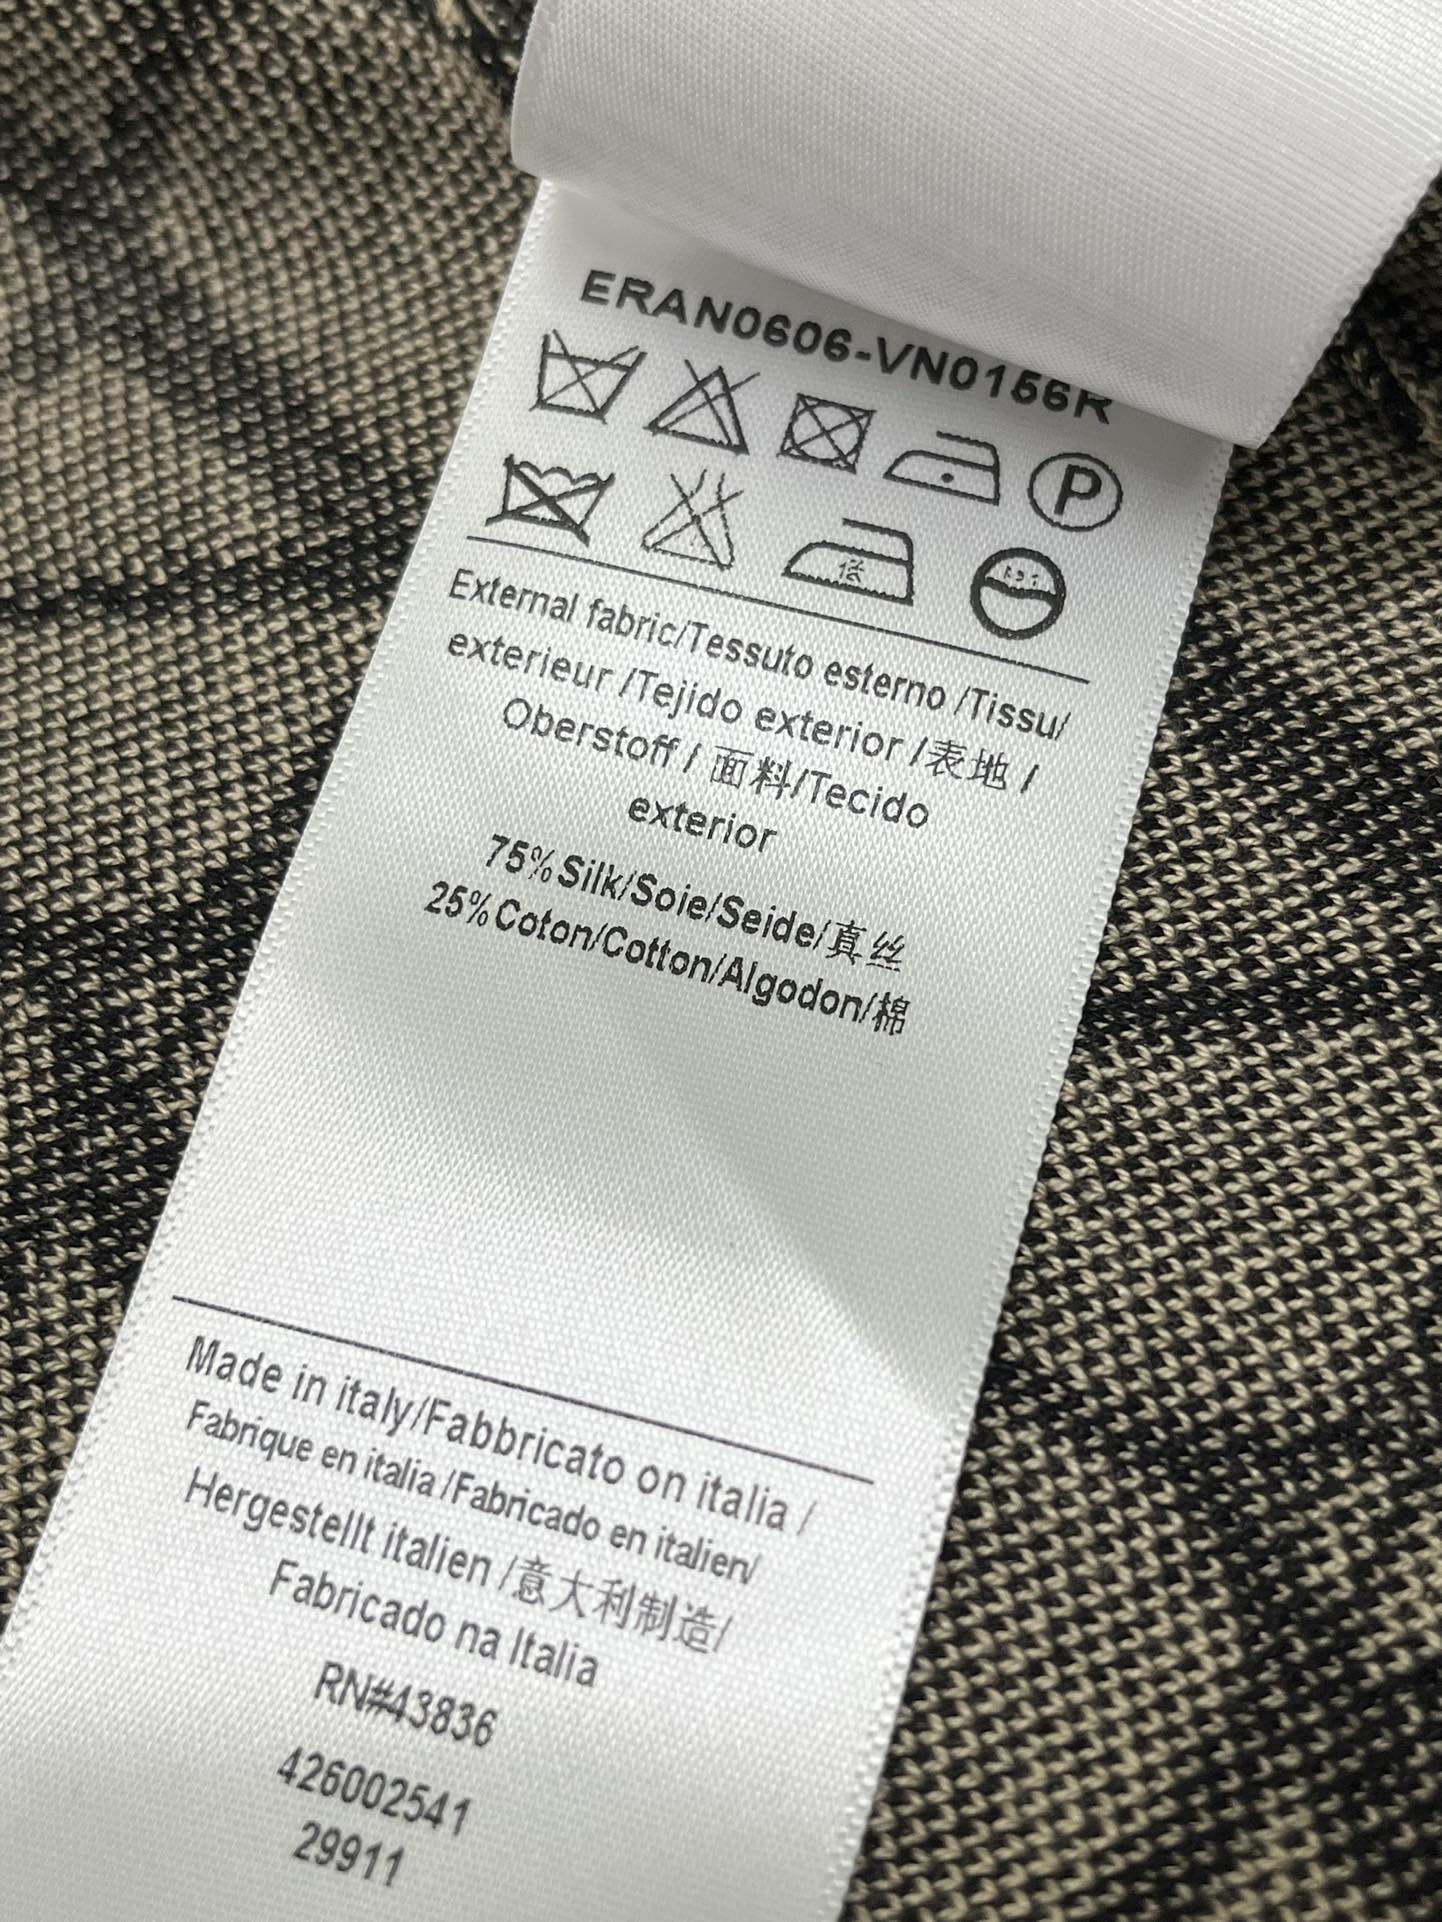 ERAN0606-VN0156R
P
External fabric/Tessuto esterno /Tissu/
exterieur /Tejido exterior /表地 /
Oberstoff / 面料/Tecido
exterior
75%Silk/Soie/Seide/真丝
25%Coton/Cotton/Algodon/棉
Made in italy/Fabbricato on italia /
Fabrique en italia /Fabricado en italien/
Hergestellt italien /意大利制造/
Fabricado na Italia
RN#43836
426002541
29911